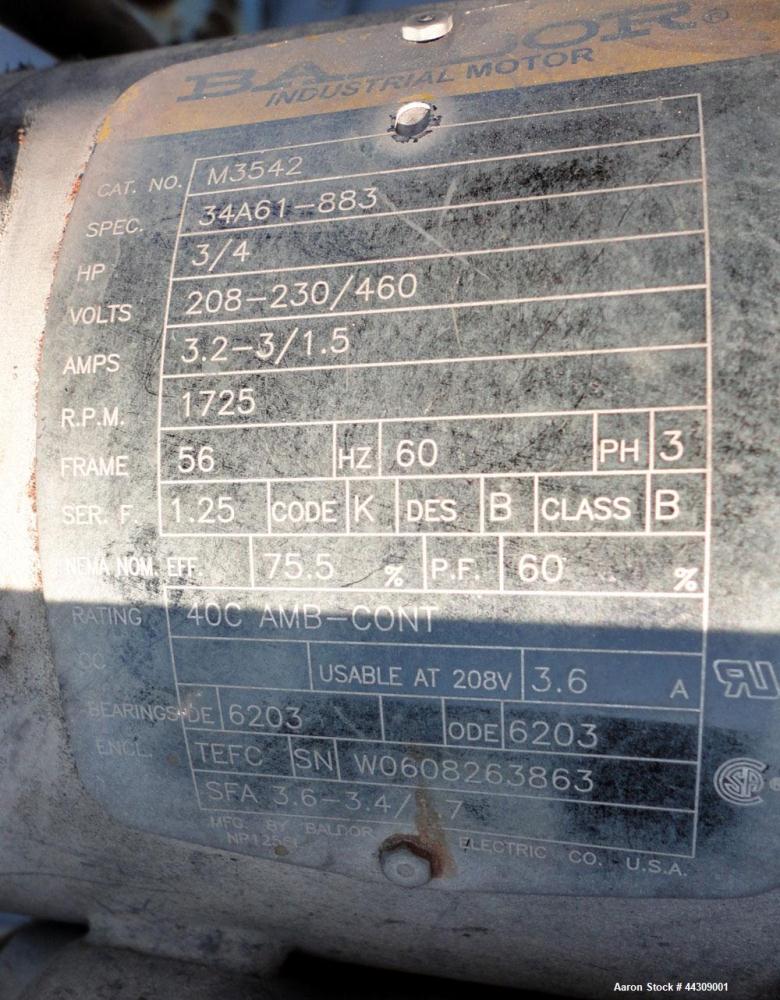 BALDOR®
INDUSTRIAL MOTOR
CAT. NO. M3542
SPEC. 34A61-883
HP 3/4
VOLTS 208-230/460
AMPS 3.2-3/1.5
R.P.M. 1725
FRAME 56 HZ 60 PH 3
SER. F. 1.25 CODE K DES B CLASS B
NEMA NOM. EFF. 75.5 % P.F. 60 %
RATING 40C AMB-CONT
CC USABLE AT 208V 3.6 A
BEARINGS DE 6203 ODE 6203
ENCL. TEFC SN W0608263863
SFA 3.6-3.4/
MFG. BY BALDOR ELECTRIC CO. U.S.A.
CSA
Aaron Stock # 44309001